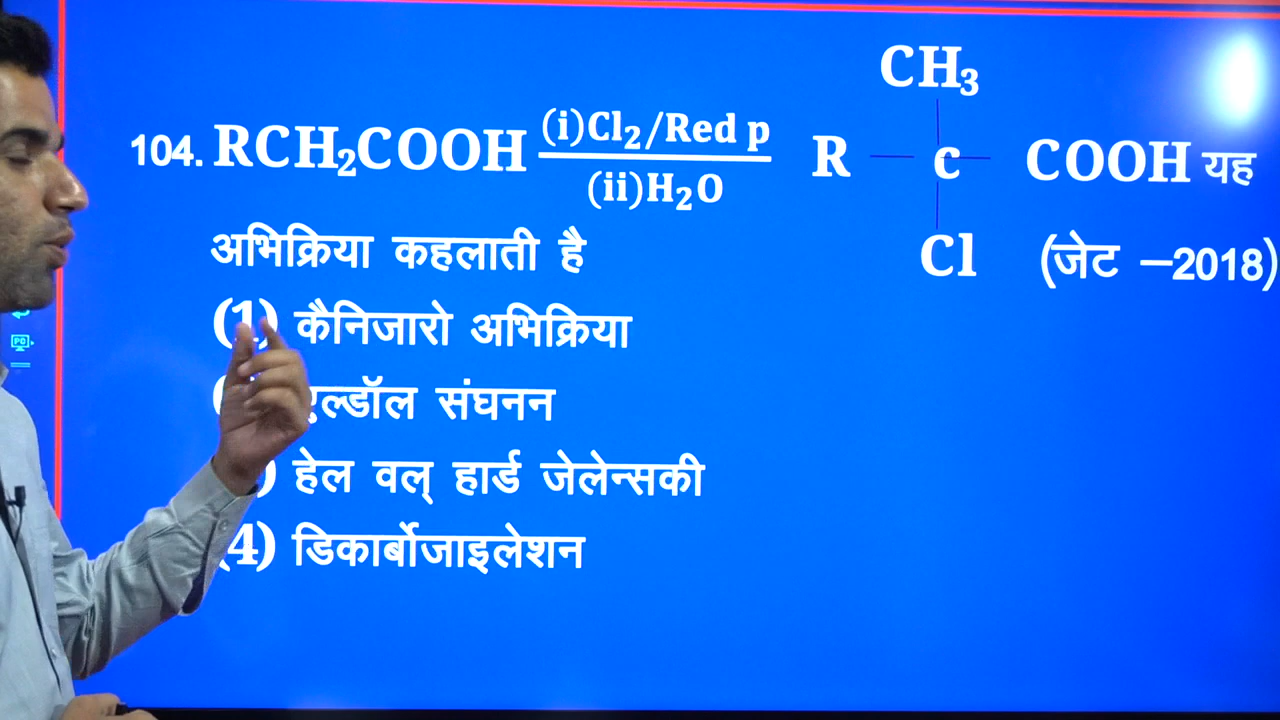 CH₃
104. RCH₂COOH (i)Cl₂/Red p R c COOH यह
(ii)H₂O
अभिक्रिया कहलाती है Cl (जेट –2018)
(1) कैनिजारो अभिक्रिया
संघनन
हेल वल् हार्ड जेलेन्सकी
(4) डिकार्बोजाइलेशन